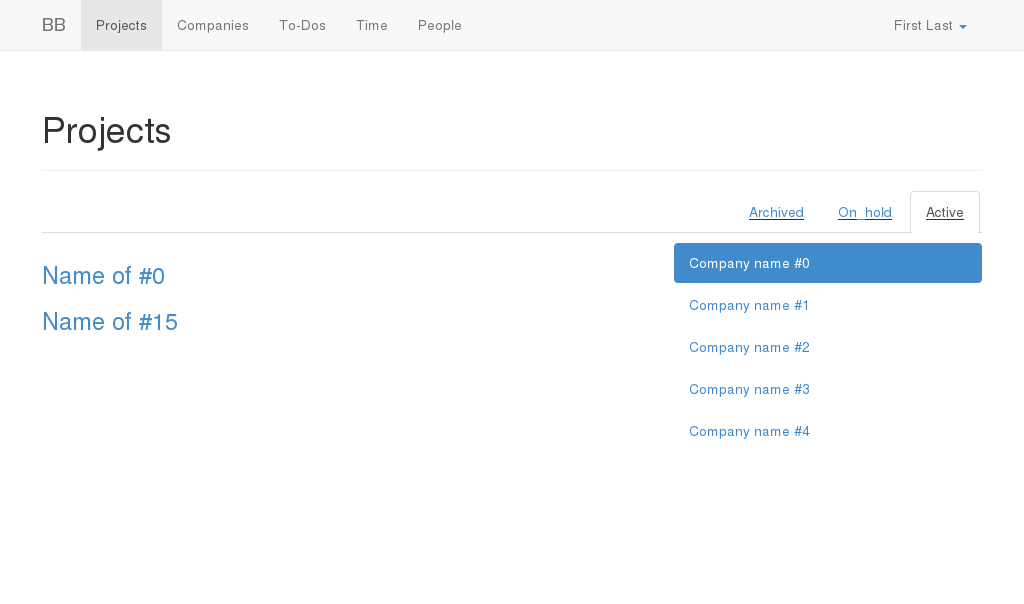 BB Projects Companies To-Dos Time People First Last
Projects
Archived On_hold Active
Name of #0
Name of #15
Company name #0
Company name #1
Company name #2
Company name #3
Company name #4